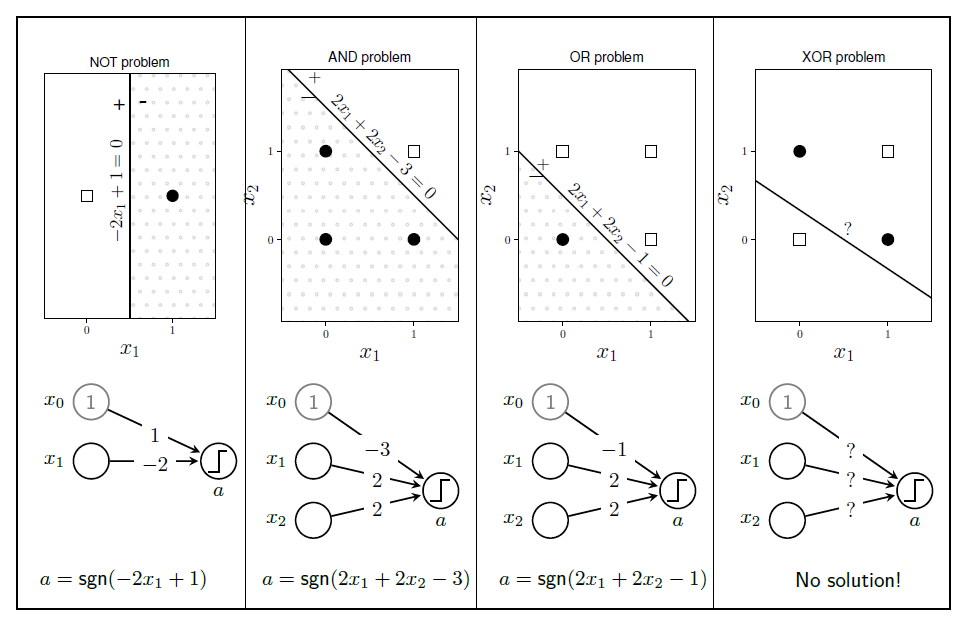 NOT problem
+ -
−2x₁ + 1 = 0
0 1
x₁
x₀ 1
1
x₁
−2
a
a = sgn(−2x₁ + 1)
AND problem
+
−
2x₁ + 2x₂ − 3 = 0
1
x₂
0
0 1
x₁
x₀ 1
−3
x₁
2
2
x₂
a
a = sgn(2x₁ + 2x₂ − 3)
OR problem
+
−
2x₁ + 2x₂ − 1 = 0
1
x₂
0
0 1
x₁
x₀ 1
−1
x₁
2
2
x₂
a
a = sgn(2x₁ + 2x₂ − 1)
XOR problem
1
x₂
?
0
0 1
x₁
x₀ 1
?
x₁
?
?
x₂
a
No solution!